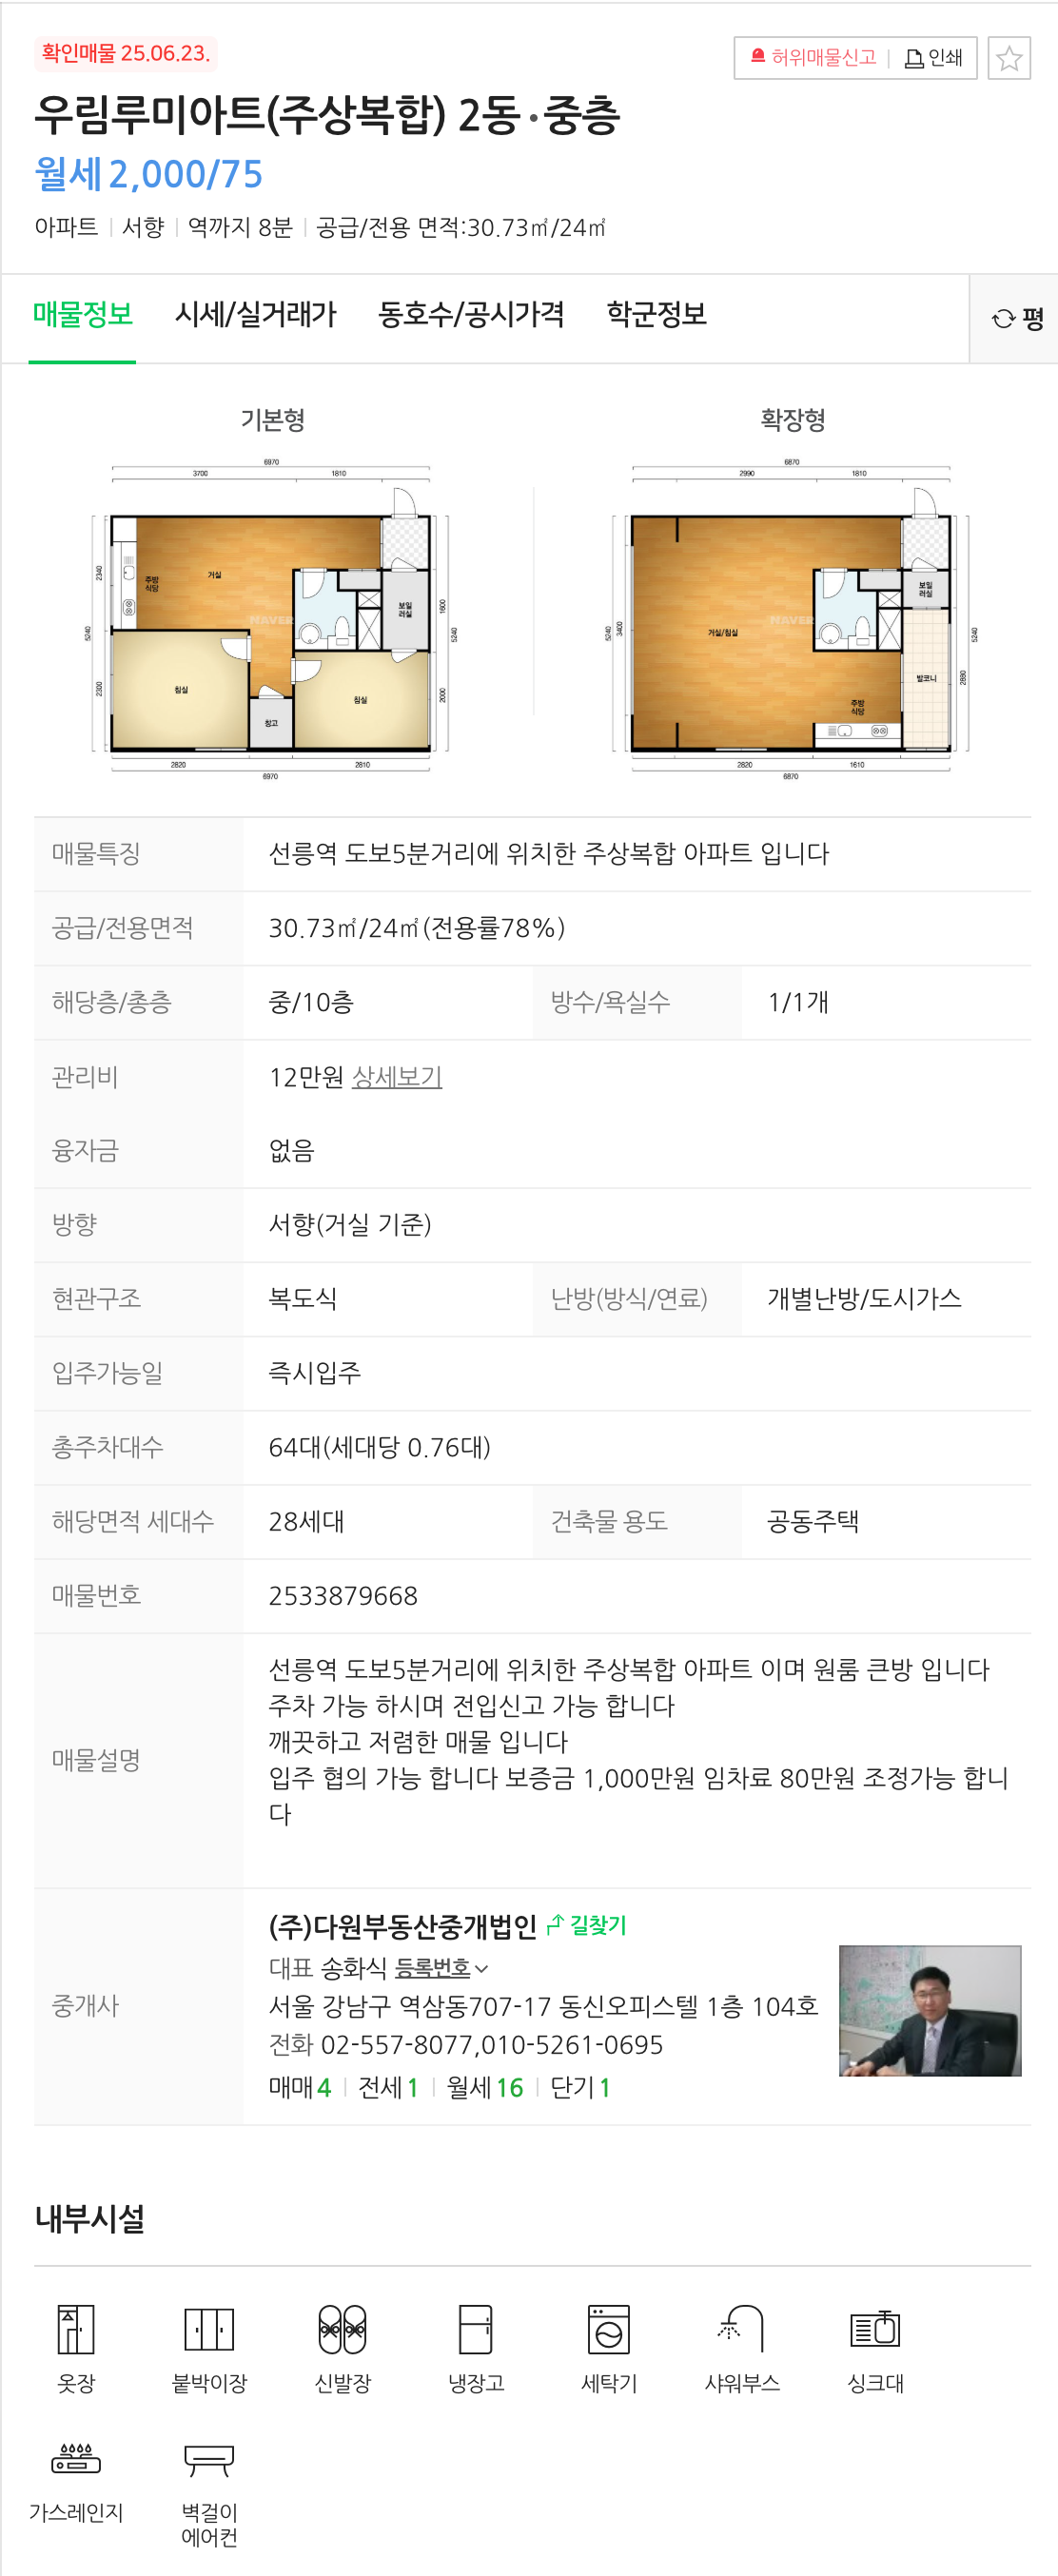 확인매물 25.06.23.
허위매물신고
인쇄
우림루미아트(주상복합) 2동·중층
월세 2,000/75
아파트 서향 역까지 8분 공급/전용 면적:30.73㎡/24㎡
매물정보 시세/실거래가 동호수/공시가격 학군정보
평
기본형
6970
3700 1810
2340
5240
2300
1600
5240
2000
거실
주방
식당
보일
러실
NAVER
침실
침실
창고
2820 2810
6970
확장형
6870
2990 1810
5240
3400
5240
2880
보일
러실
거실/침실
NAVER
발코니
주방
식당
2820 1610
6870
매물특징 선릉역 도보5분거리에 위치한 주상복합 아파트 입니다
공급/전용면적 30.73㎡/24㎡(전용률78%)
해당층/총층 중/10층 방수/욕실수 1/1개
관리비 12만원 상세보기
융자금 없음
방향 서향(거실 기준)
현관구조 복도식 난방(방식/연료) 개별난방/도시가스
입주가능일 즉시입주
총주차대수 64대(세대당 0.76대)
해당면적 세대수 28세대 건축물 용도 공동주택
매물번호 2533879668
매물설명
선릉역 도보5분거리에 위치한 주상복합 아파트 이며 원룸 큰방 입니다
주차 가능 하시며 전입신고 가능 합니다
깨끗하고 저렴한 매물 입니다
입주 협의 가능 합니다 보증금 1,000만원 임차료 80만원 조정가능 합니
다
중개사
(주)다원부동산중개법인 길찾기
대표 송화식 등록번호
서울 강남구 역삼동707-17 동신오피스텔 1층 104호
전화 02-557-8077,010-5261-0695
매매 4 전세 1 월세 16 단기 1
내부시설
옷장 붙박이장 신발장 냉장고 세탁기 샤워부스 싱크대
가스레인지 벽걸이
에어컨